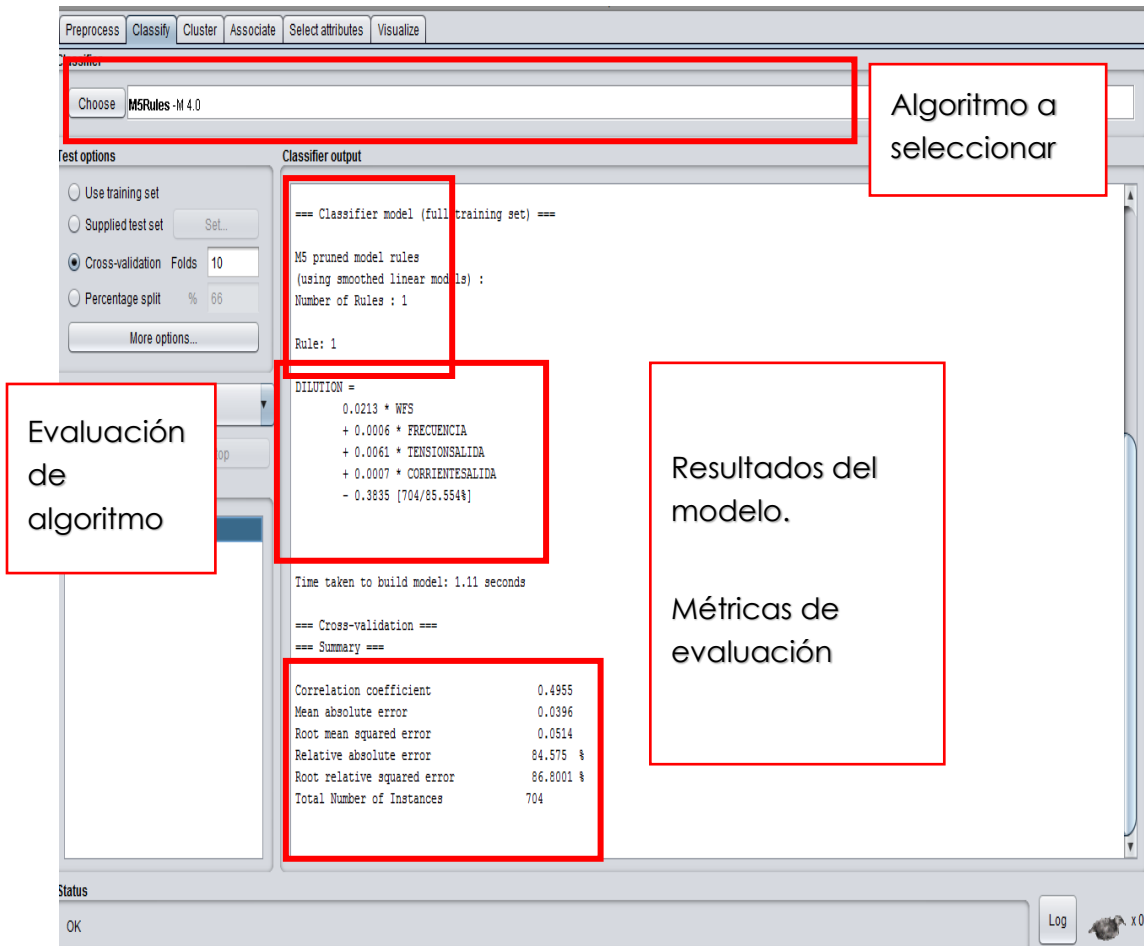 Preprocess Classify Cluster Associate Select attributes Visualize
Classifier
Choose M5Rules -M 4.0
Algoritmo a
seleccionar
Test options
Use training set
Supplied test set Set...
Cross-validation Folds 10
Percentage split % 66
More options...
Evaluación
de
algoritmo
Classifier output
=== Classifier model (full training set) ===
M5 pruned model rules
(using smoothed linear models) :
Number of Rules : 1
Rule: 1
DILUTION =
0.0213 * WFS
+ 0.0006 * FRECUENCIA
+ 0.0061 * TENSIONSALIDA
+ 0.0007 * CORRIENTESALIDA
- 0.3835 [704/85.554%]
Time taken to build model: 1.11 seconds
=== Cross-validation ===
=== Summary ===
Correlation coefficient 0.4955
Mean absolute error 0.0396
Root mean squared error 0.0514
Relative absolute error 84.575 %
Root relative squared error 86.8001 %
Total Number of Instances 704
Resultados del
modelo.
Métricas de
evaluación
Status
OK
Log x 0